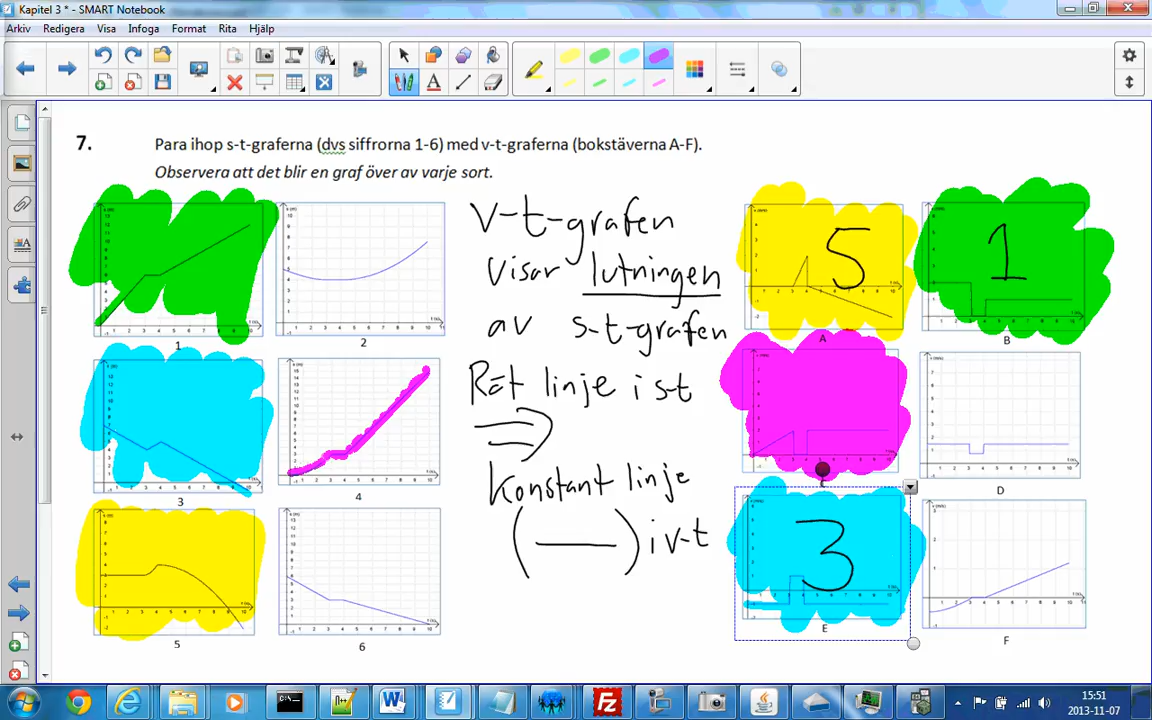 Kapitel 3 * - SMART Notebook
Arkiv Redigera Visa Infoga Format Rita Hjälp
7. Para ihop s-t-graferna (dvs siffrorna 1-6) med v-t-graferna (bokstäverna A-F).
Observera att det blir en graf över av varje sort.
v-t-grafen
visar lutningen
av s-t-grafen
Rät linje i s-t
⇒
Konstant linje
( — ) i v-t
5
1
3
1
2
A
B
3
4
D
5
6
E
F
15:51
2013-11-07